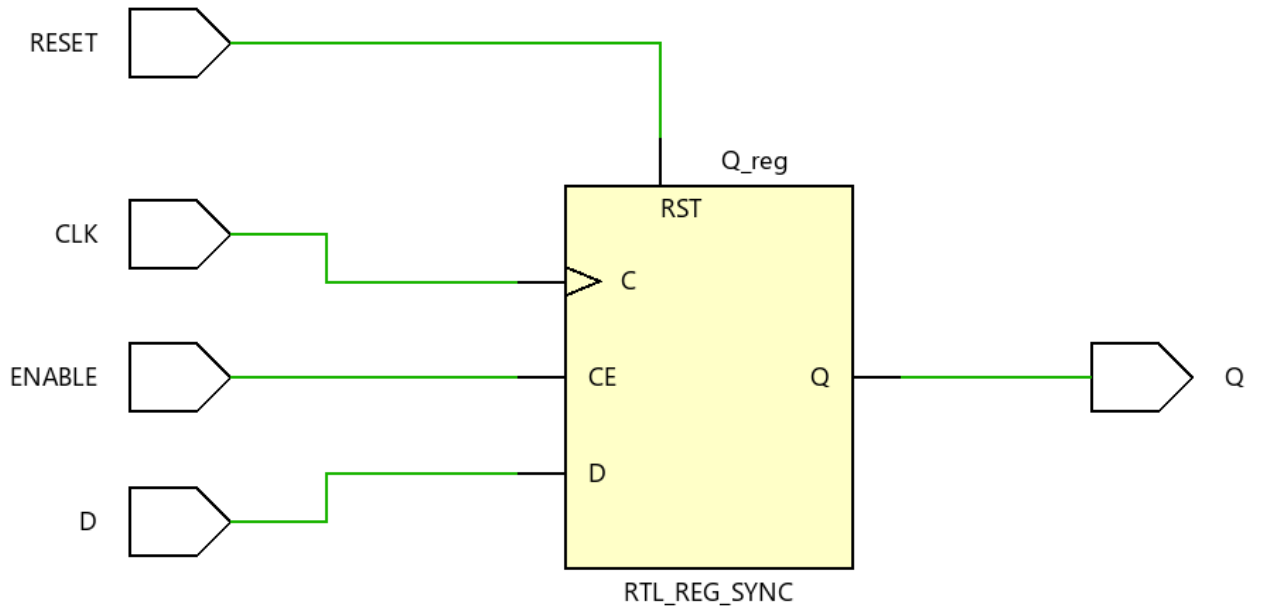 RESET
Q_reg
RST
CLK
C
ENABLE
CE
Q
Q
D
D
RTL_REG_SYNC